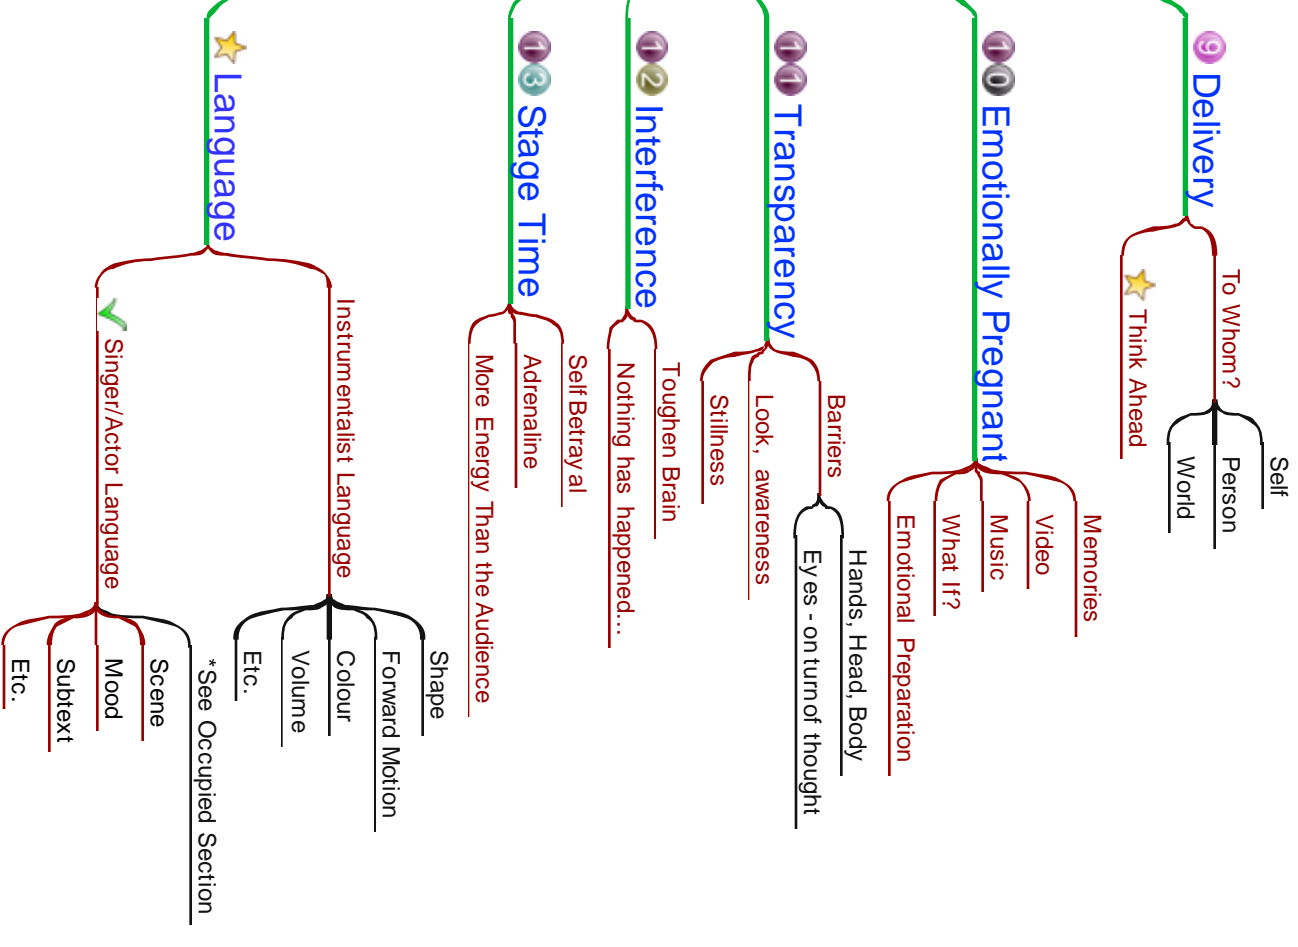 9 Delivery
To Whom?
Self
Person
World
Think Ahead
10 Emotionally Pregnant
Memories
Video
Music
What If?
Emotional Preparation
11 Transparency
Barriers
Hands, Head, Body
Eyes - on turn of thought
Look, awareness
Stillness
12 Interference
Toughen Brain
Nothing has happened...
13 Stage Time
Self Betrayal
Adrenaline
More Energy Than the Audience
Language
Instrumentalist Language
Shape
Forward Motion
Colour
Volume
Etc.
Singer/Actor Language
*See Occupied Section
Scene
Mood
Subtext
Etc.